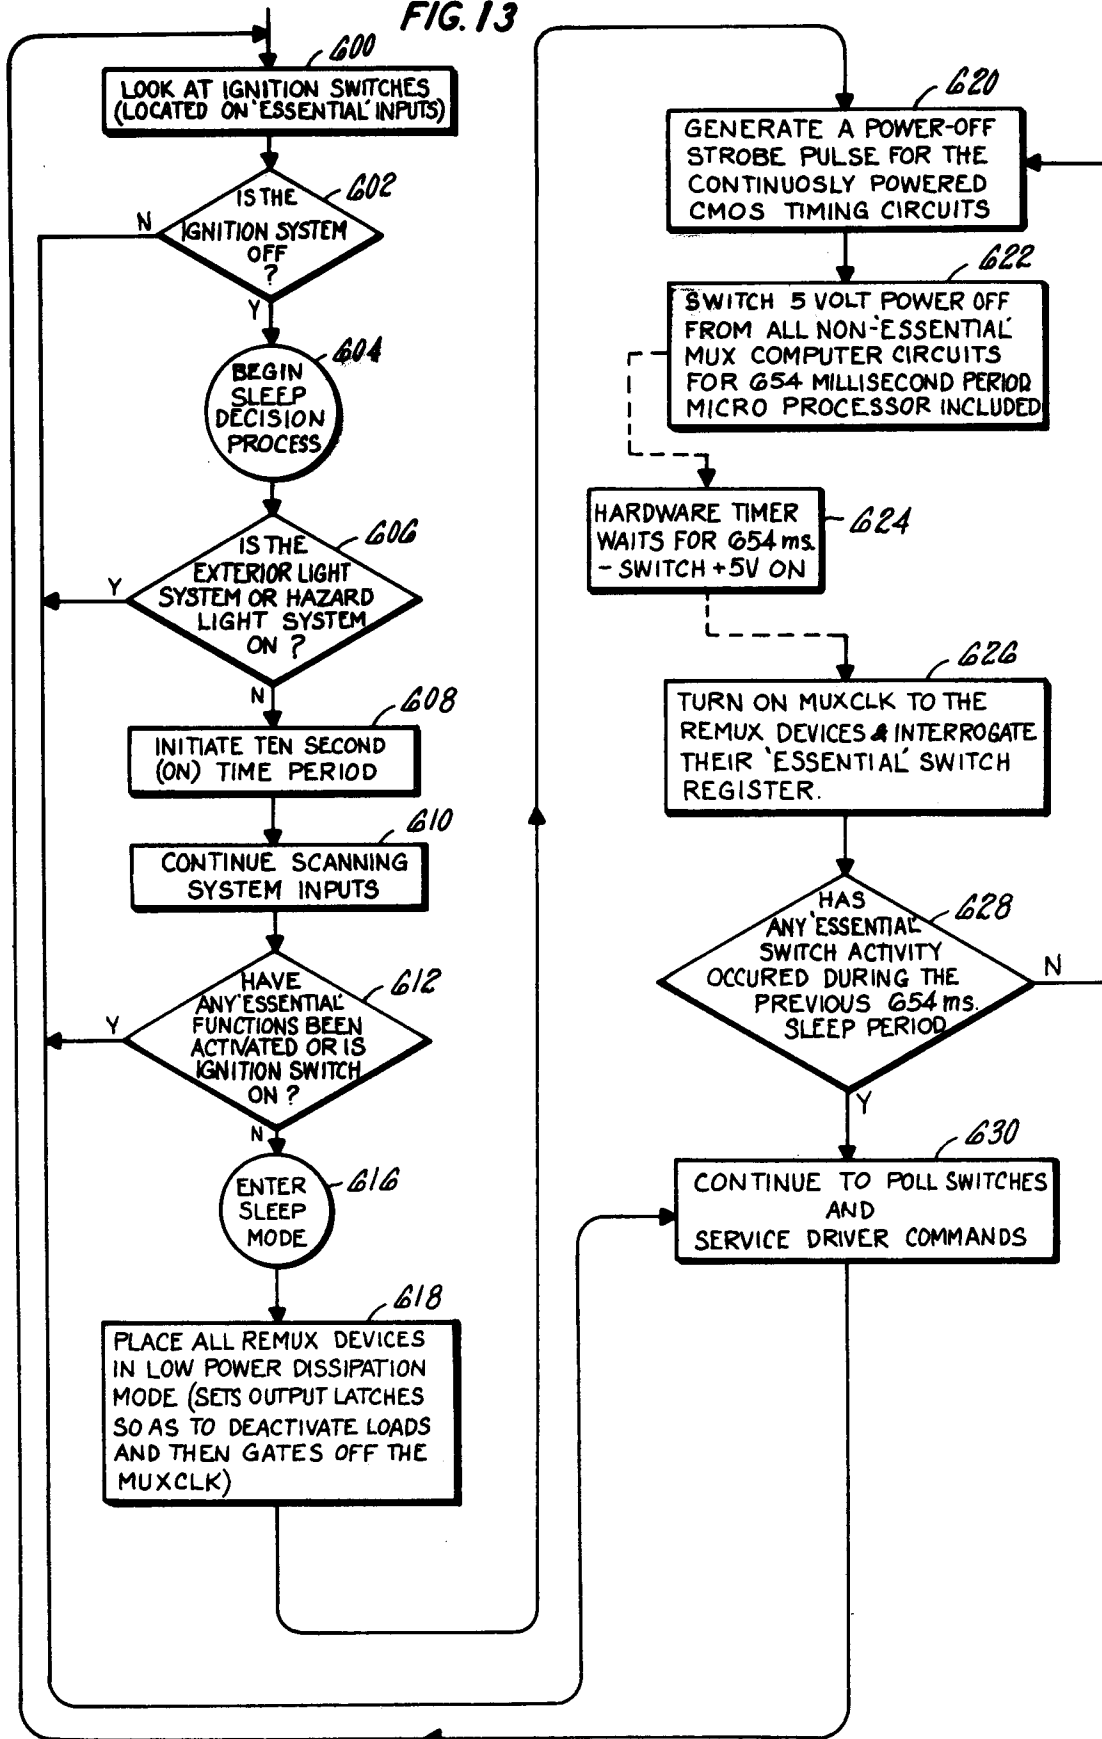 FIG. 13
600
LOOK AT IGNITION SWITCHES
(LOCATED ON 'ESSENTIAL' INPUTS)
602
IS THE
IGNITION SYSTEM
OFF
?
N
Y
604
BEGIN
SLEEP
DECISION
PROCESS
606
IS THE
EXTERIOR LIGHT
SYSTEM OR HAZARD
LIGHT SYSTEM
ON ?
Y
N
608
INITIATE TEN SECOND
(ON) TIME PERIOD
610
CONTINUE SCANNING
SYSTEM INPUTS
612
HAVE
ANY 'ESSENTIAL'
FUNCTIONS BEEN
ACTIVATED OR IS
IGNITION SWITCH
ON ?
Y
N
616
ENTER
SLEEP
MODE
618
PLACE ALL REMUX DEVICES
IN LOW POWER DISSIPATION
MODE (SETS OUTPUT LATCHES
SO AS TO DEACTIVATE LOADS
AND THEN GATES OFF THE
MUXCLK)
620
GENERATE A POWER-OFF
STROBE PULSE FOR THE
CONTINUOSLY POWERED
CMOS TIMING CIRCUITS
622
SWITCH 5 VOLT POWER OFF
FROM ALL NON-'ESSENTIAL'
MUX COMPUTER CIRCUITS
FOR 654 MILLISECOND PERIOD
MICRO PROCESSOR INCLUDED
624
HARDWARE TIMER
WAITS FOR 654 ms.
- SWITCH +5V ON
626
TURN ON MUXCLK TO THE
REMUX DEVICES & INTERROGATE
THEIR 'ESSENTIAL' SWITCH
REGISTER.
628
HAS
ANY 'ESSENTIAL'
SWITCH ACTIVITY
OCCURED DURING THE
PREVIOUS 654 ms.
SLEEP PERIOD
N
Y
630
CONTINUE TO POLL SWITCHES
AND
SERVICE DRIVER COMMANDS